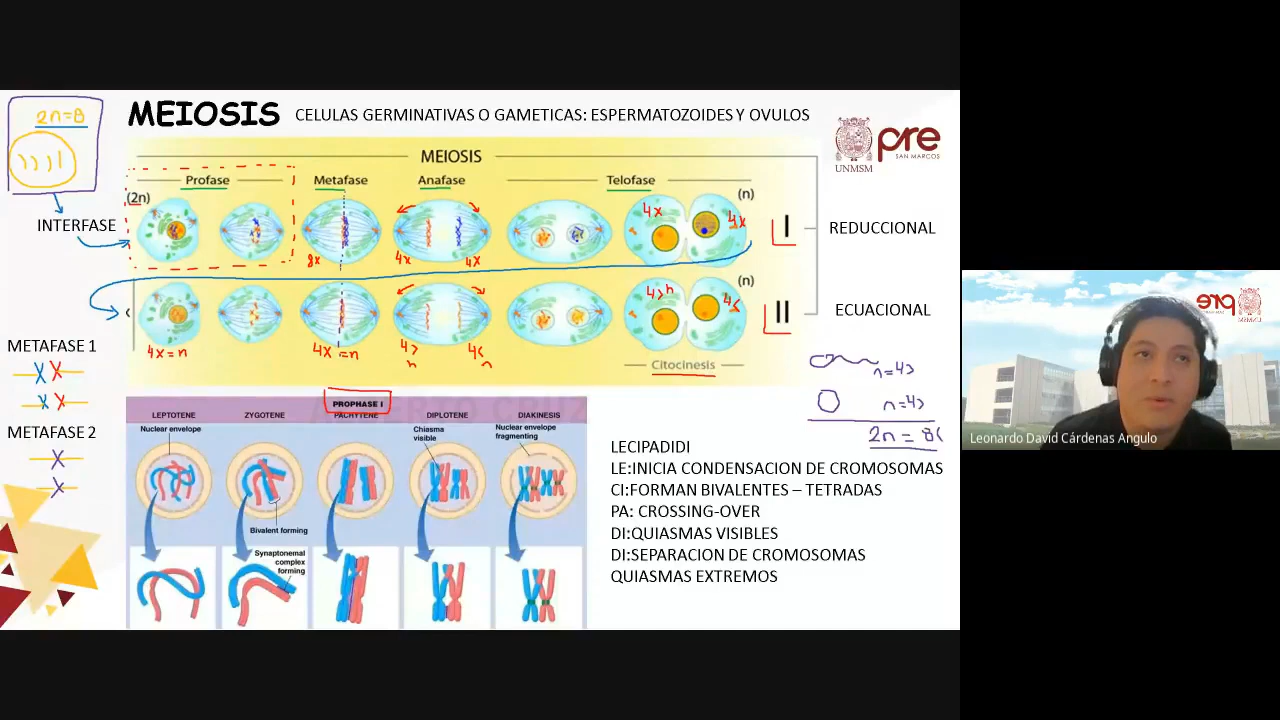 2n=8
MEIOSIS
CELULAS GERMINATIVAS O GAMETICAS: ESPERMATOZOIDES Y OVULOS
UNMSM
pre
SAN MARCOS
MEIOSIS
Profase
Metafase
Anafase
Telofase
(2n)
(n)
INTERFASE
8x
4x
4x
4x
4x
I
REDUCCIONAL
(n)
II
ECUACIONAL
4x=n
4x=n
4>
n
4<
n
4>n
4<
Citocinesis
METAFASE 1
METAFASE 2
n=4>
n=4>
2n = 8(
PROPHASE I
LEPTOTENE
ZYGOTENE
PACHYTENE
DIPLOTENE
DIAKINESIS
Nuclear envelope
Chiasma
visible
Nuclear envelope
fragmenting
Bivalent forming
Synaptonemal
complex
forming
LECIPADIDI
LE:INICIA CONDENSACION DE CROMOSOMAS
CI:FORMAN BIVALENTES – TETRADAS
PA: CROSSING-OVER
DI:QUIASMAS VISIBLES
DI:SEPARACION DE CROMOSOMAS
QUIASMAS EXTREMOS
pre
Leonardo David Cárdenas Angulo